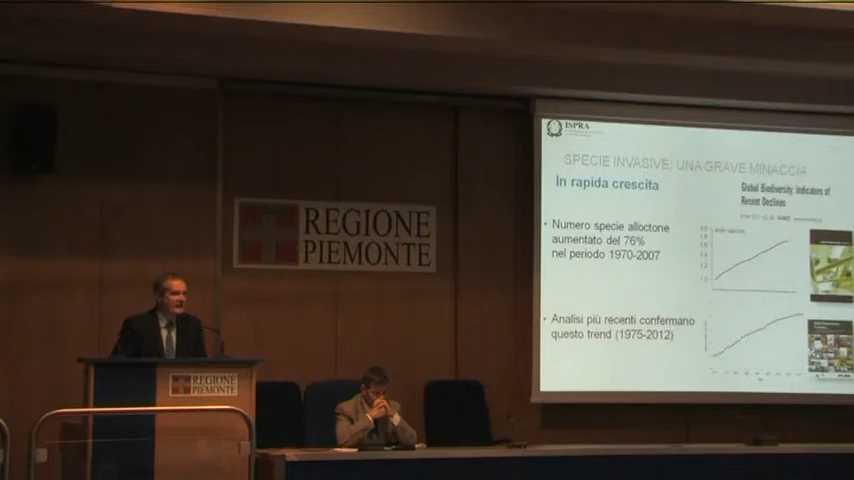 ISPRA
SPECIE INVASIVE: UNA GRAVE MINACCIA
In rapida crescita
Global Biodiversity: Indicators of
Recent Declines
• Numero specie alloctone
aumentato del 76%
nel periodo 1970-2007
• Analisi più recenti confermano
questo trend (1975-2012)
REGIONE
PIEMONTE
REGIONE
PIEMONTE